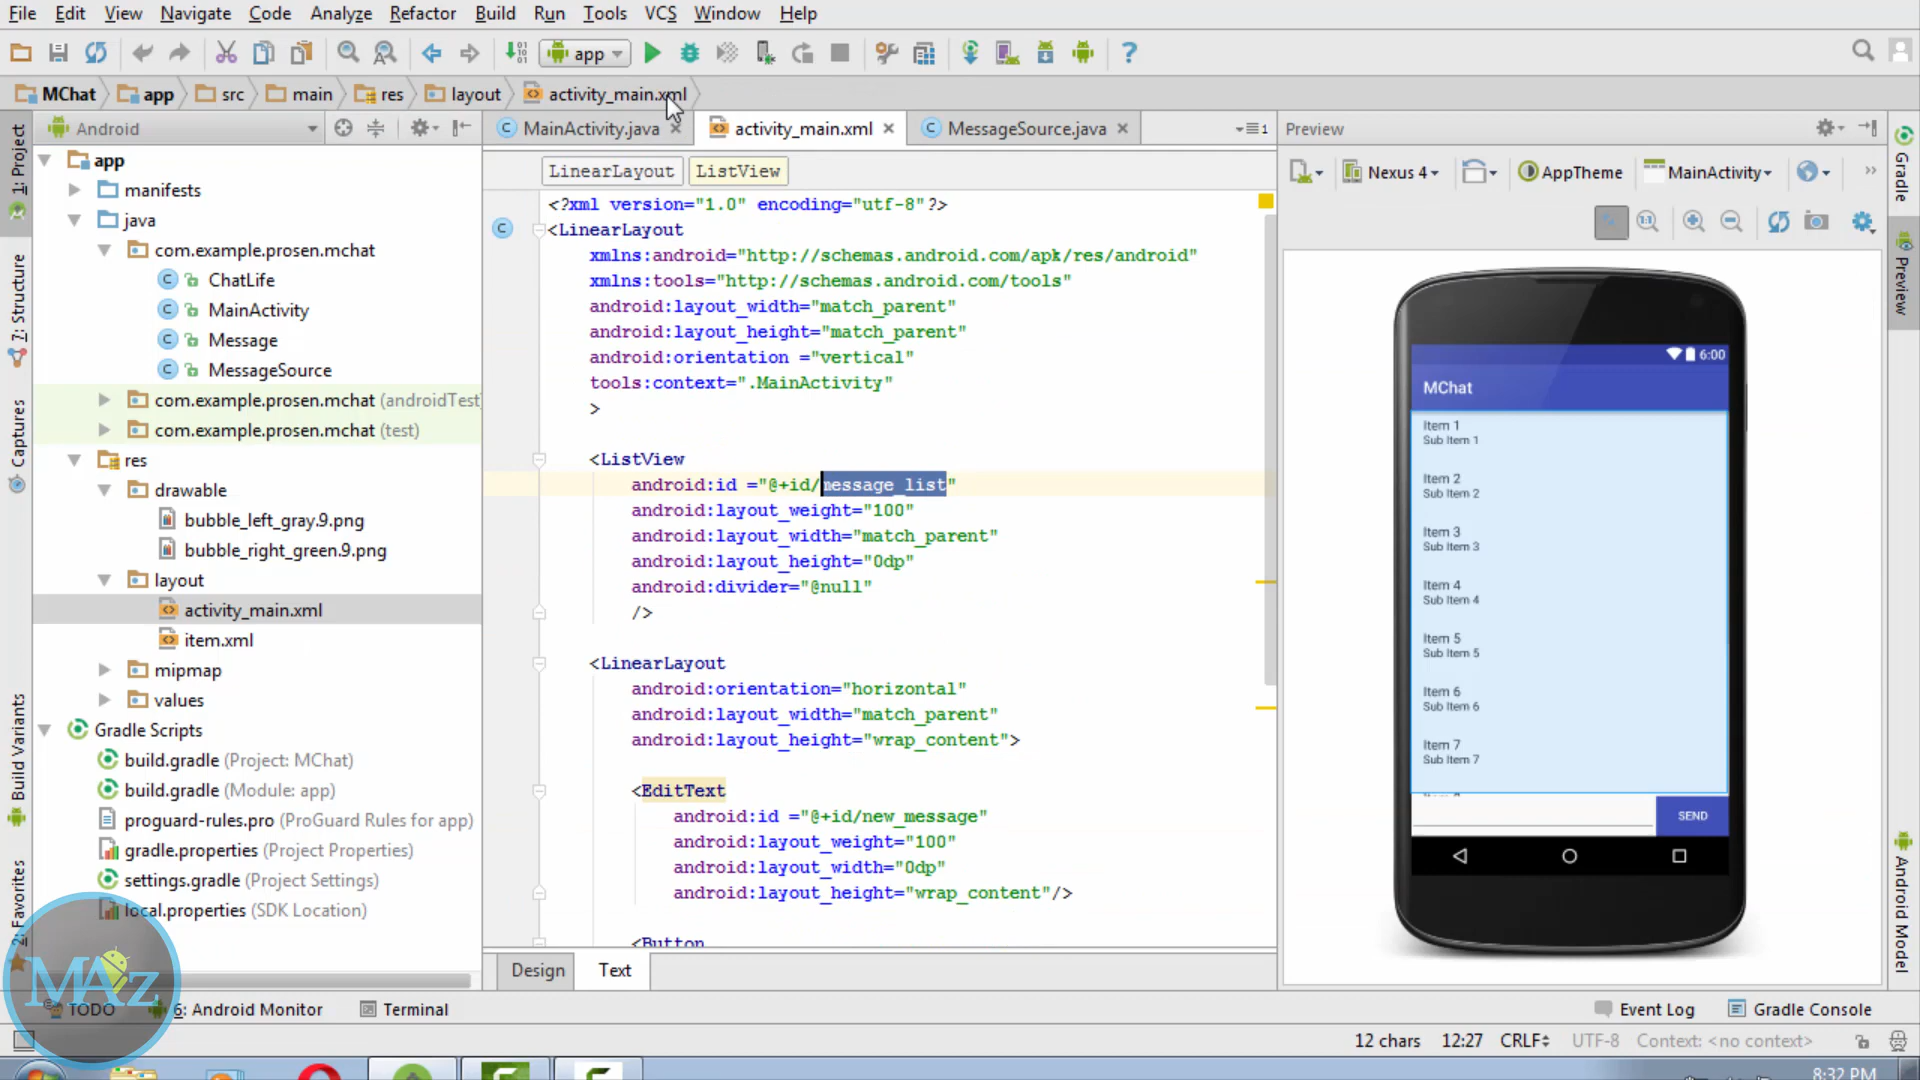 File Edit View Navigate Code Analyze Refactor Build Run Tools VCS Window Help
app
MChat app src main res layout activity_main.xml
Android
MainActivity.java activity_main.xml MessageSource.java 1
Preview
1: Project
7: Structure
Captures
Build Variants
2: Favorites
app
manifests
java
com.example.prosen.mchat
ChatLife
MainActivity
Message
MessageSource
com.example.prosen.mchat (androidTest)
com.example.prosen.mchat (test)
res
drawable
bubble_left_gray.9.png
bubble_right_green.9.png
layout
activity_main.xml
item.xml
mipmap
values
Gradle Scripts
build.gradle (Project: MChat)
build.gradle (Module: app)
proguard-rules.pro (ProGuard Rules for app)
gradle.properties (Project Properties)
settings.gradle (Project Settings)
local.properties (SDK Location)
LinearLayout ListView
<?xml version="1.0" encoding="utf-8"?>
<LinearLayout
xmlns:android="http://schemas.android.com/apk/res/android"
xmlns:tools="http://schemas.android.com/tools"
android:layout_width="match_parent"
android:layout_height="match_parent"
android:orientation ="vertical"
tools:context=".MainActivity"
>
<ListView
android:id ="@+id/message_list"
android:layout_weight="100"
android:layout_width="match_parent"
android:layout_height="0dp"
android:divider="@null"
/>
<LinearLayout
android:orientation="horizontal"
android:layout_width="match_parent"
android:layout_height="wrap_content">
<EditText
android:id ="@+id/new_message"
android:layout_weight="100"
android:layout_width="0dp"
android:layout_height="wrap_content"/>
<Button
Design Text
Nexus 4 AppTheme MainActivity
6:00
MChat
Item 1
Sub Item 1
Item 2
Sub Item 2
Item 3
Sub Item 3
Item 4
Sub Item 4
Item 5
Sub Item 5
Item 6
Sub Item 6
Item 7
Sub Item 7
SEND
Gradle
Preview
Android Model
MAz
TODO 6: Android Monitor Terminal Event Log Gradle Console
12 chars 12:27 CRLF UTF-8 Context: <no context>
8:32 PM